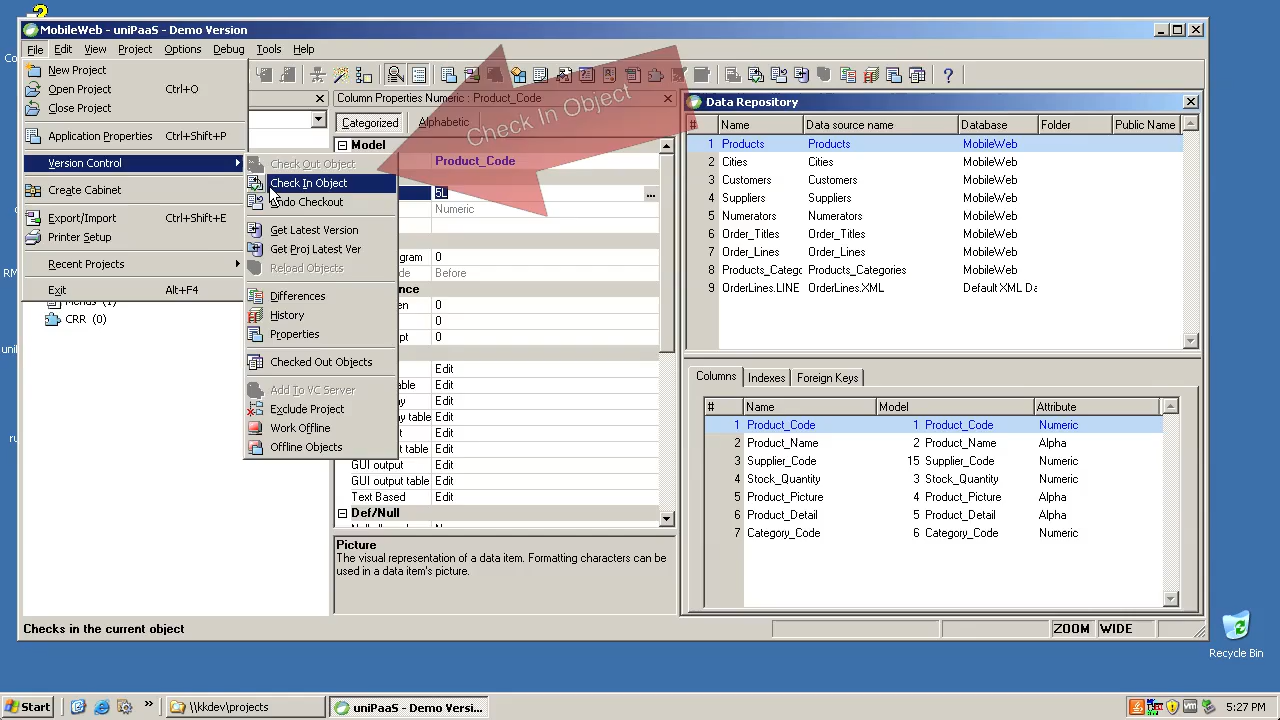 MobileWeb - uniPaaS - Demo Version
File Edit View Project Options Debug Tools Help
New Project
Open Project Ctrl+O
Close Project
Application Properties Ctrl+Shift+P
Version Control
Create Cabinet
Export/Import Ctrl+Shift+E
Printer Setup
Recent Projects
Exit Alt+F4
CRR (0)
Check Out Object
Check In Object
Undo Checkout
Get Latest Version
Get Proj Latest Ver
Reload Objects
Differences
History
Properties
Checked Out Objects
Add To VC Server
Exclude Project
Work Offline
Offline Objects
Check In Object
Column Properties Numeric : Product_Code
Categorized Alphabetic
Model
Product_Code
5L ...
Numeric
0
Before
0
0
0
Edit
Edit
Edit
Edit
Edit
Edit
GUI output Edit
GUI output table Edit
Text Based Edit
Def/Null
Picture
The visual representation of a data item. Formatting characters can be
used in a data item's picture.
Data Repository
# Name Data source name Database Folder Public Name
1 Products Products MobileWeb
2 Cities Cities MobileWeb
3 Customers Customers MobileWeb
4 Suppliers Suppliers MobileWeb
5 Numerators Numerators MobileWeb
6 Order_Titles Order_Titles MobileWeb
7 Order_Lines Order_Lines MobileWeb
8 Products_Categ Products_Categories MobileWeb
9 OrderLines.LINE OrderLines.XML Default XML Da
Columns Indexes Foreign Keys
# Name Model Attribute
1 Product_Code 1 Product_Code Numeric
2 Product_Name 2 Product_Name Alpha
3 Supplier_Code 15 Supplier_Code Numeric
4 Stock_Quantity 3 Stock_Quantity Numeric
5 Product_Picture 4 Product_Picture Alpha
6 Product_Detail 5 Product_Detail Alpha
7 Category_Code 6 Category_Code Numeric
Checks in the current object
ZOOM WIDE
Recycle Bin
Start
\\kkdev\projects
uniPaaS - Demo Versi...
5:27 PM